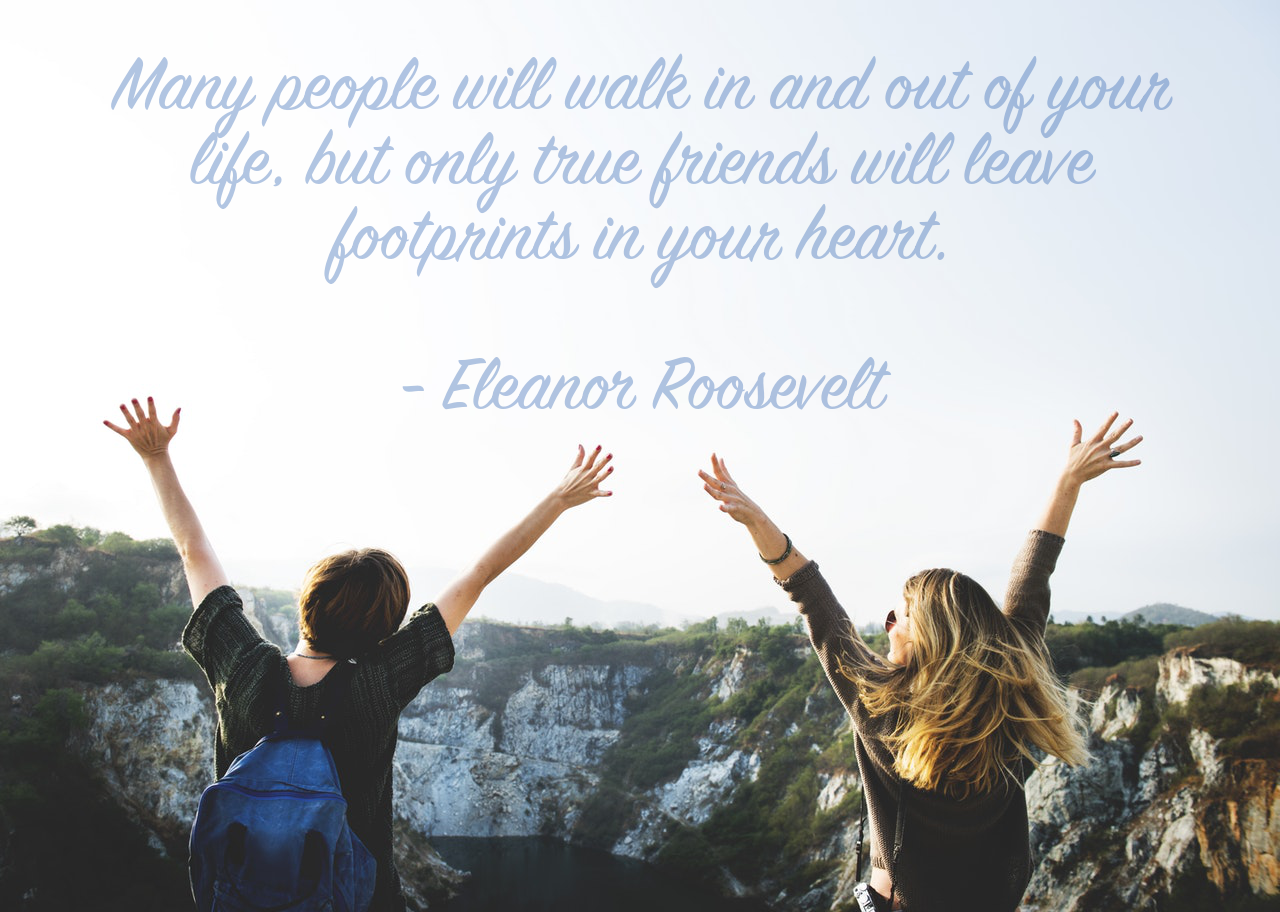 Many people will walk in and out of your
life, but only true friends will leave
footprints in your heart.
- Eleanor Roosevelt